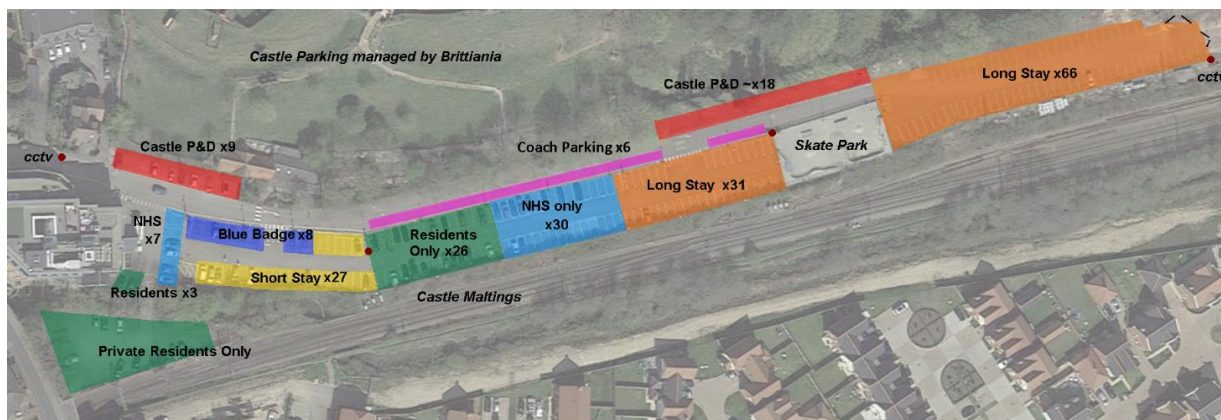 Castle Parking managed by Brittiania
Long Stay x66
cctv
Castle P&D ~x18
Coach Parking x6
Skate Park
cctv
Castle P&D x9
Long Stay x31
NHS only
x30
NHS
x7
Blue Badge x8
Residents
Only x26
Short Stay x27
Residents x3
Castle Maltings
Private Residents Only